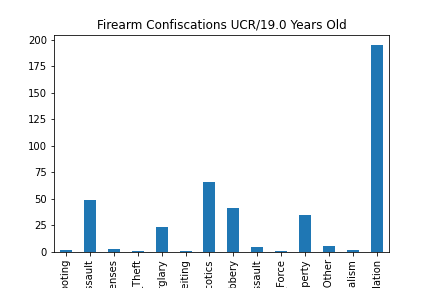 Firearm Confiscations UCR/19.0 Years Old
200
175
150
125
100
75
50
25
0
ooting
ssault
enses
Theft
rglary
eiting
cotics
obbery
ssault
Force
perty
Other
alism
lation